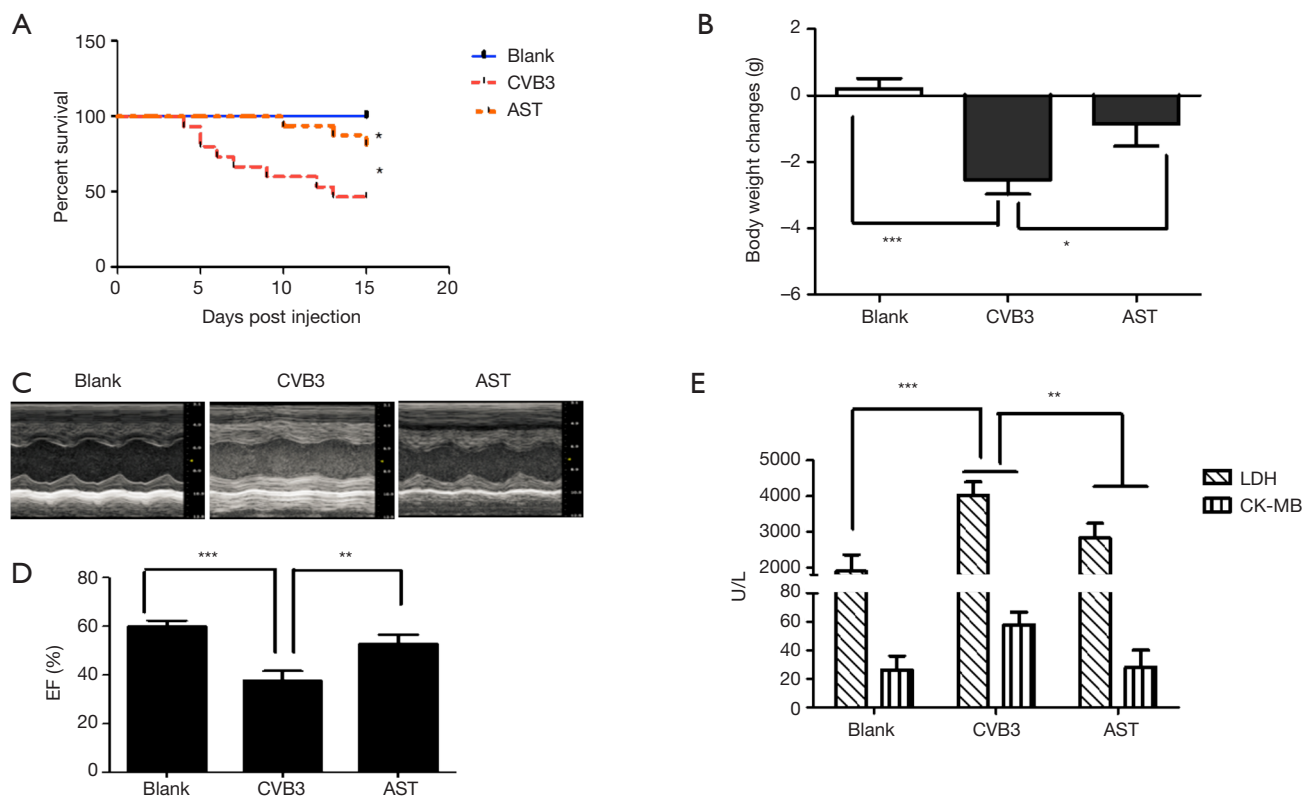 A
150
100
50
0
Percent survival
0 5 10 15 20
Days post injection
Blank
CVB3
AST
*
*
B
2
0
−2
−4
−6
Body weight changes (g)
***
*
Blank CVB3 AST
C
Blank CVB3 AST
D
80
60
40
20
0
EF (%)
*** **
Blank CVB3 AST
E
*** **
5000
4000
3000
2000
80
60
40
20
0
U/L
Blank CVB3 AST
LDH
CK-MB